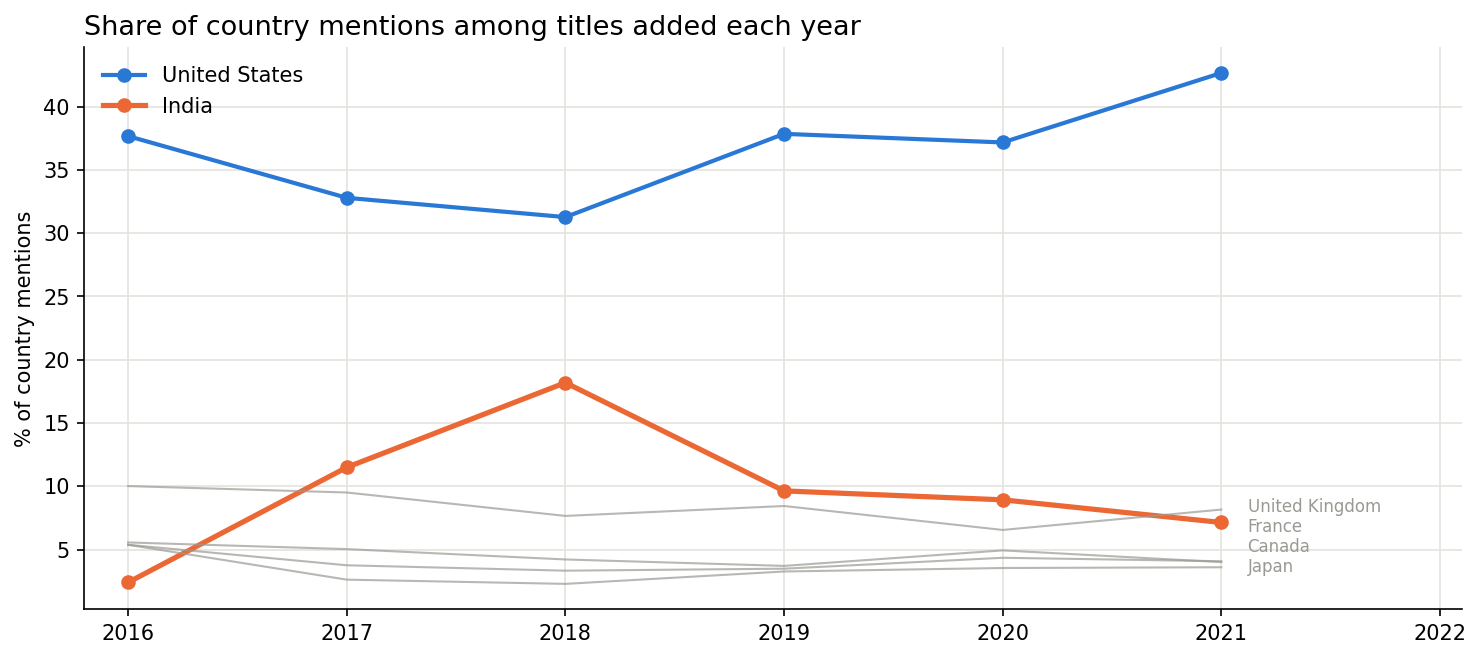 Share of country mentions among titles added each year
United States
India
% of country mentions
40
35
30
25
20
15
10
5
United Kingdom
France
Canada
Japan
2016 2017 2018 2019 2020 2021 2022